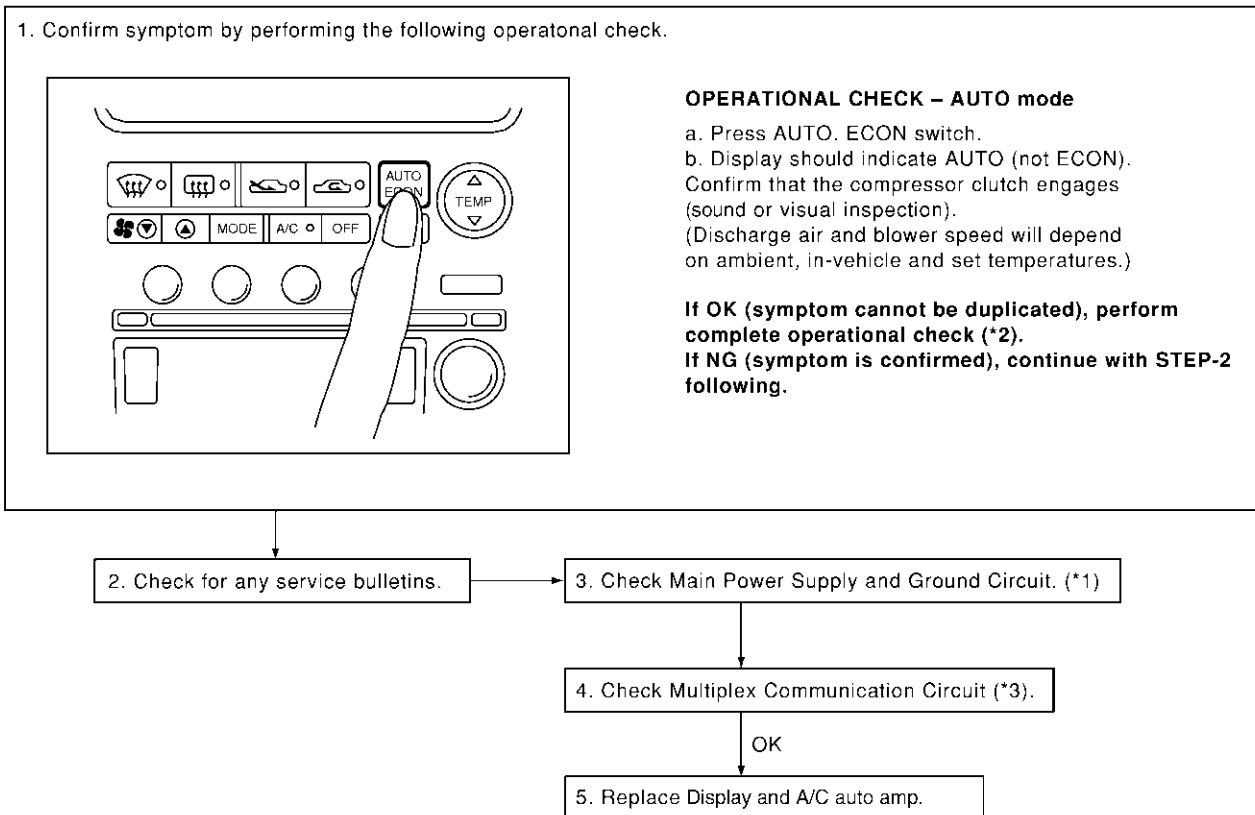 1. Confirm symptom by performing the following operatonal check.
AUTO
ECON
TEMP
MODE
A/C
OFF
OPERATIONAL CHECK – AUTO mode
a. Press AUTO. ECON switch.
b. Display should indicate AUTO (not ECON).
Confirm that the compressor clutch engages
(sound or visual inspection).
(Discharge air and blower speed will depend
on ambient, in-vehicle and set temperatures.)
If OK (symptom cannot be duplicated), perform
complete operational check (*2).
If NG (symptom is confirmed), continue with STEP-2
following.
2. Check for any service bulletins.
3. Check Main Power Supply and Ground Circuit. (*1)
4. Check Multiplex Communication Circuit (*3).
OK
5. Replace Display and A/C auto amp.